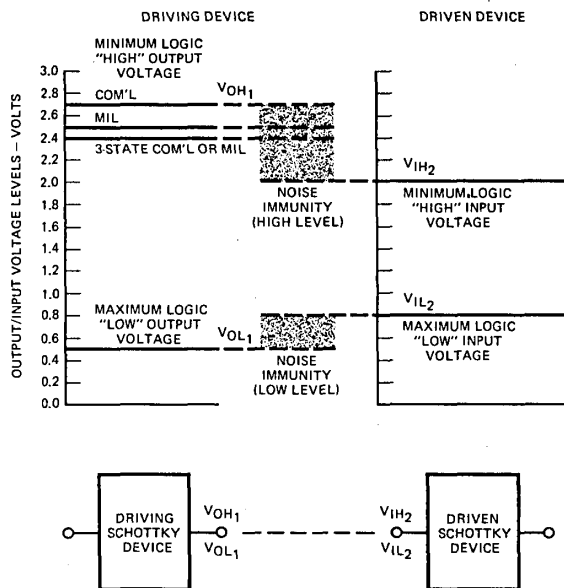 DRIVING DEVICE
DRIVEN DEVICE
MINIMUM LOGIC
"HIGH" OUTPUT
VOLTAGE
OUTPUT/INPUT VOLTAGE LEVELS – VOLTS
3.0
2.8
2.6
2.4
2.2
2.0
1.8
1.6
1.4
1.2
1.0
0.8
0.6
0.4
0.2
0.0
COM'L
VOH1
MIL
3-STATE COM'L OR MIL
NOISE
IMMUNITY
(HIGH LEVEL)
VIH2
MINIMUM LOGIC
"HIGH" INPUT
VOLTAGE
MAXIMUM LOGIC
"LOW" OUTPUT
VOLTAGE
VOL1
NOISE
IMMUNITY
(LOW LEVEL)
VIL2
MAXIMUM LOGIC
"LOW" INPUT
VOLTAGE
DRIVING
SCHOTTKY
DEVICE
VOH1
VOL1
VIH2
VIL2
DRIVEN
SCHOTTKY
DEVICE